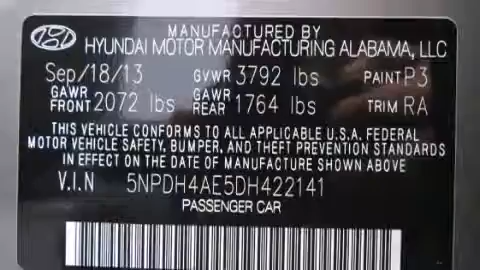 MANUFACTURED BY
HYUNDAI MOTOR MANUFACTURING ALABAMA, LLC
Sep/18/13 GVWR 3792 lbs PAINT P3
GAWR FRONT 2072 lbs GAWR REAR 1764 lbs TRIM RA
THIS VEHICLE CONFORMS TO ALL APPLICABLE U.S.A. FEDERAL
MOTOR VEHICLE SAFETY, BUMPER, AND THEFT PREVENTION STANDARDS
IN EFFECT ON THE DATE OF MANUFACTURE SHOWN ABOVE
V.I.N 5NPDH4AE5DH422141
PASSENGER CAR